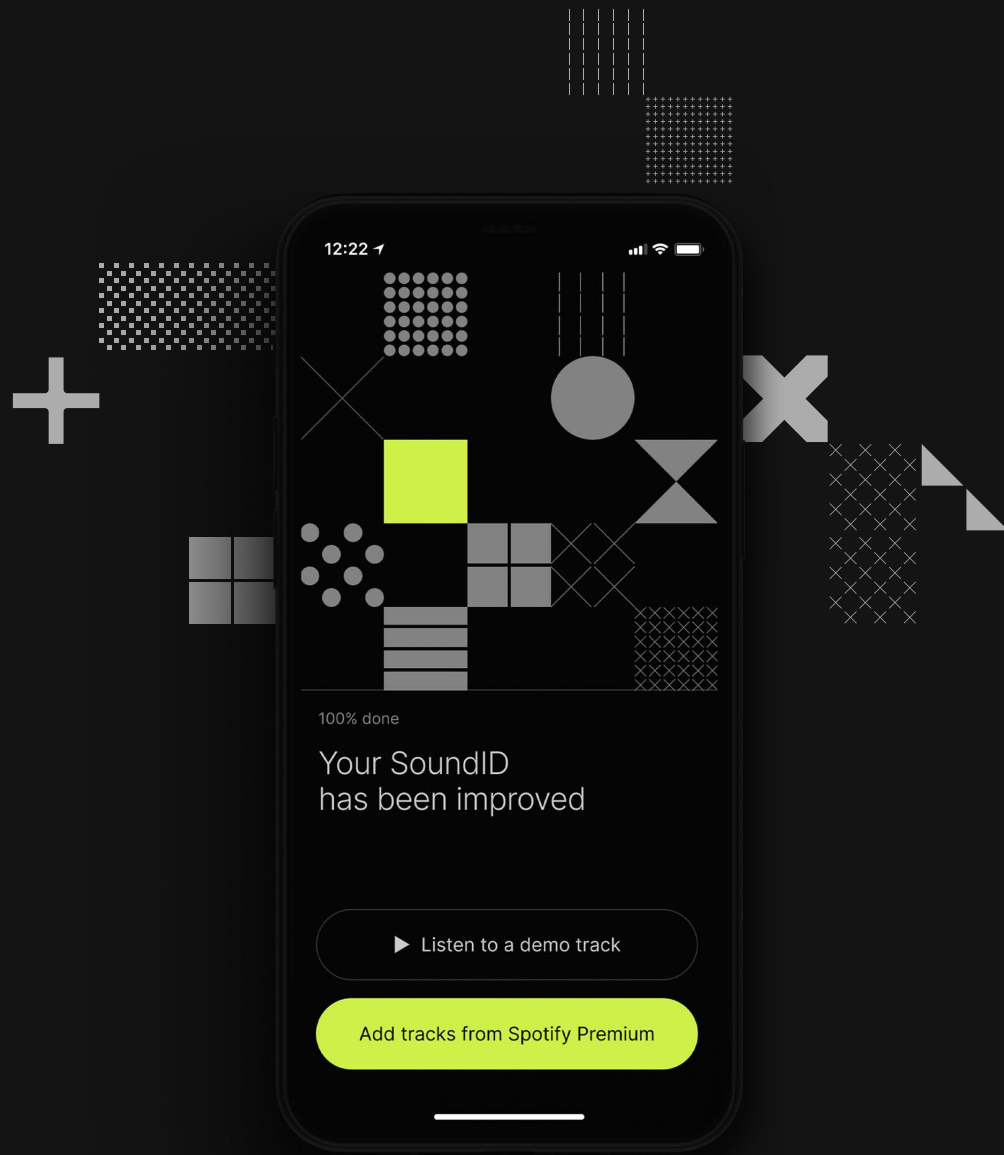 12:22
100% done
Your SoundID
has been improved
Listen to a demo track
Add tracks from Spotify Premium